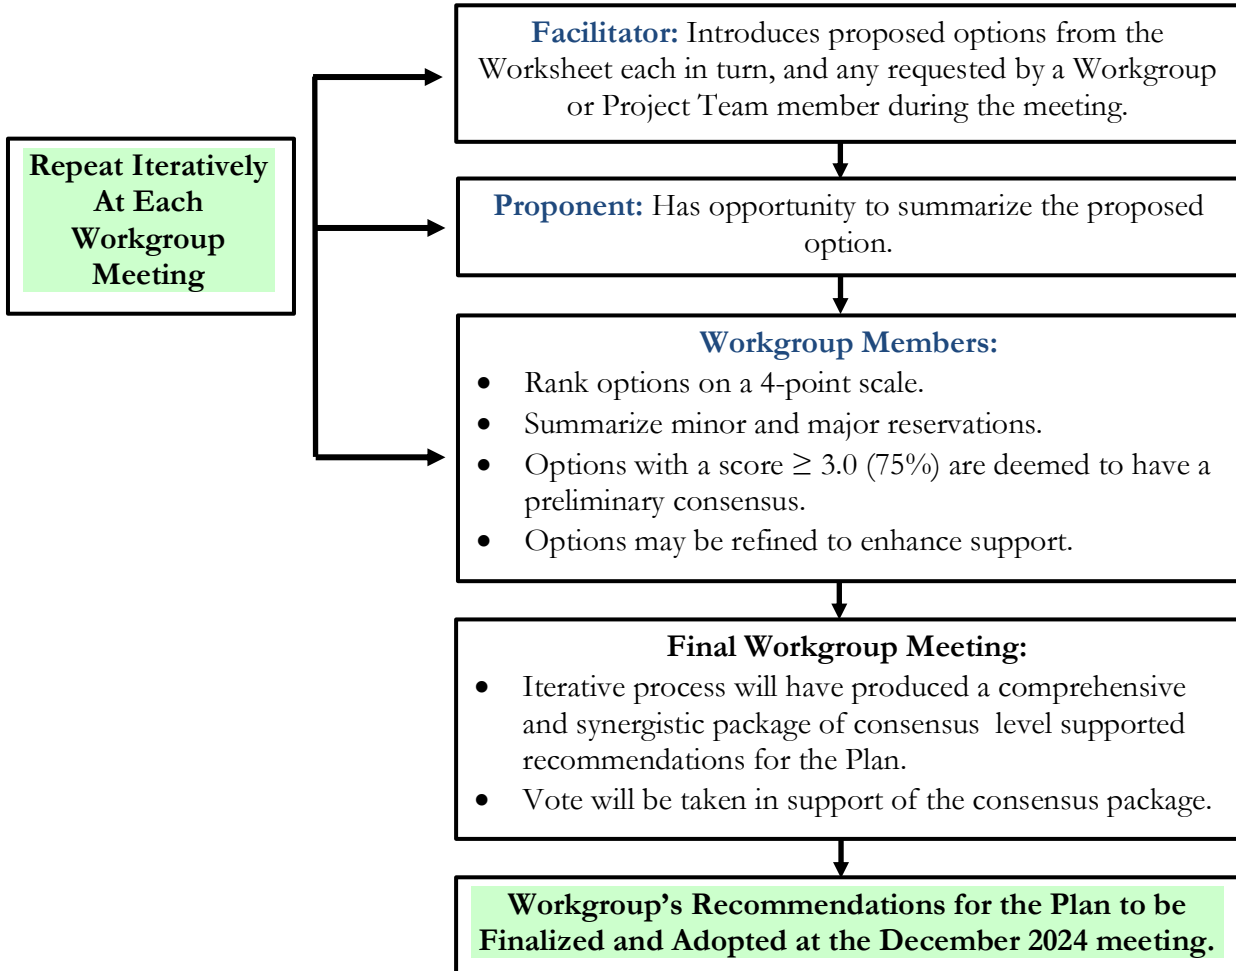 Facilitator: Introduces proposed options from the
Worksheet each in turn, and any requested by a Workgroup
or Project Team member during the meeting.
Repeat Iteratively
At Each
Workgroup
Meeting
Proponent: Has opportunity to summarize the proposed
option.
Workgroup Members:
• Rank options on a 4-point scale.
• Summarize minor and major reservations.
• Options with a score ≥ 3.0 (75%) are deemed to have a
preliminary consensus.
• Options may be refined to enhance support.
Final Workgroup Meeting:
• Iterative process will have produced a comprehensive
and synergistic package of consensus level supported
recommendations for the Plan.
• Vote will be taken in support of the consensus package.
Workgroup’s Recommendations for the Plan to be
Finalized and Adopted at the December 2024 meeting.